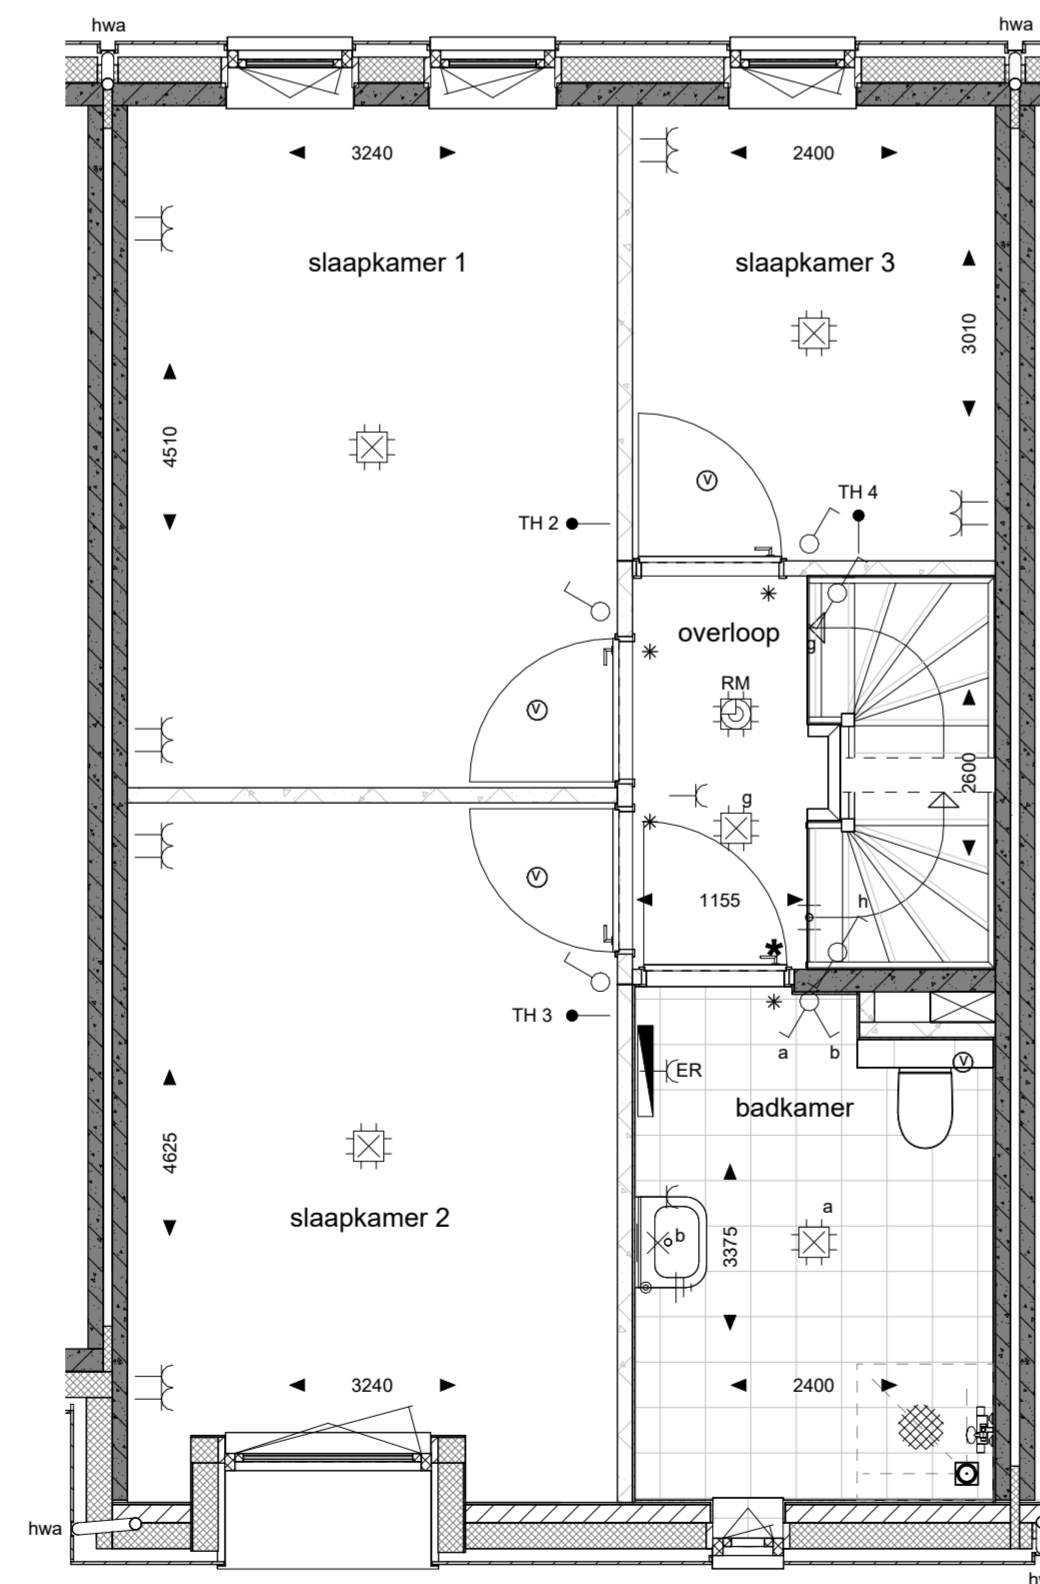 hwa
hwa
3240
2400
slaapkamer 1
slaapkamer 3
3010
4510
V
TH 4
TH 2
overloop
g
RM
V
2600
g
V
1155
h
TH 3
a
b
V
ER
badkamer
4625
a
slaapkamer 2
b
3375
3240
2400
hwa